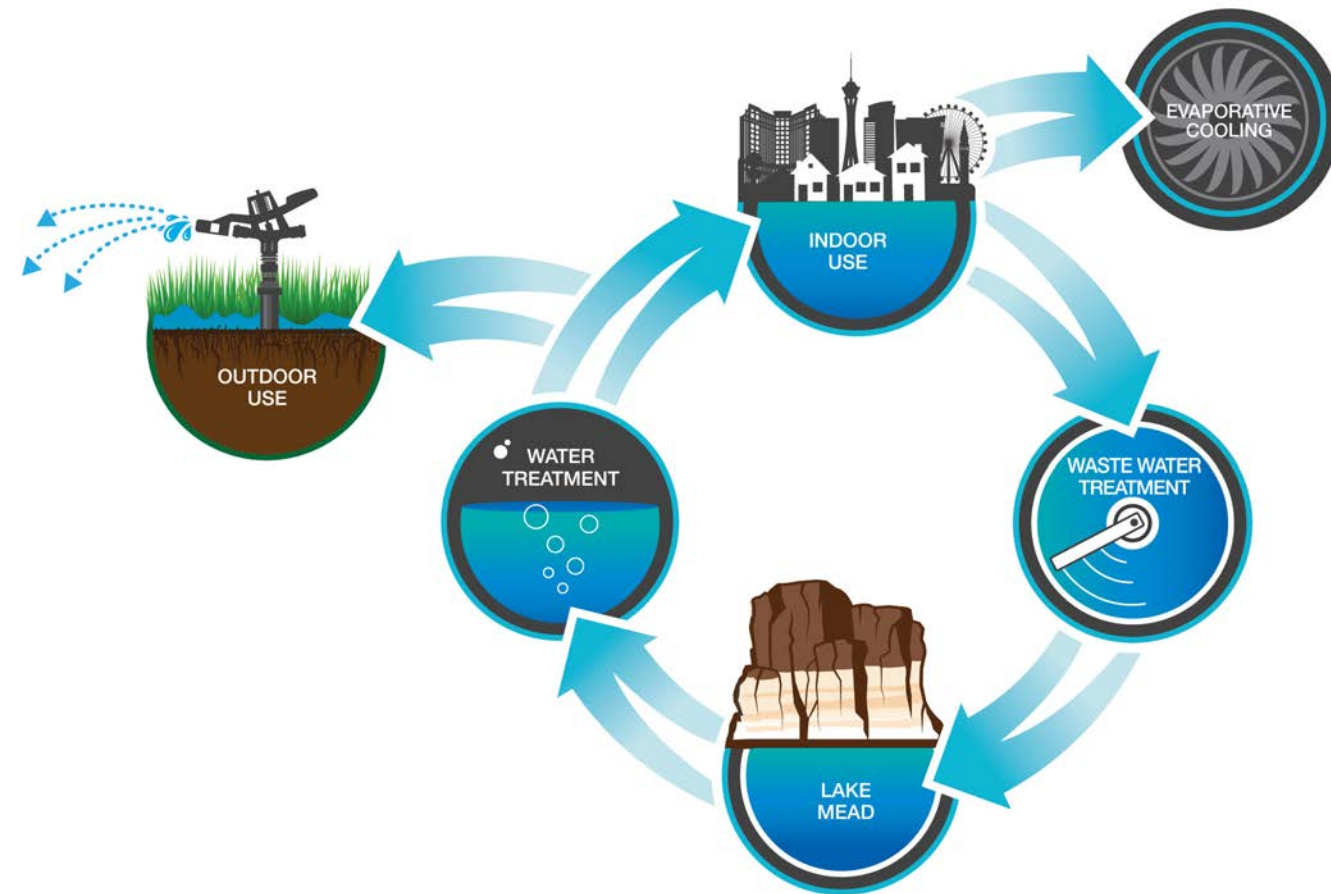 EVAPORATIVE
COOLING
INDOOR
USE
OUTDOOR
USE
WATER
TREATMENT
WASTE WATER
TREATMENT
LAKE
MEAD